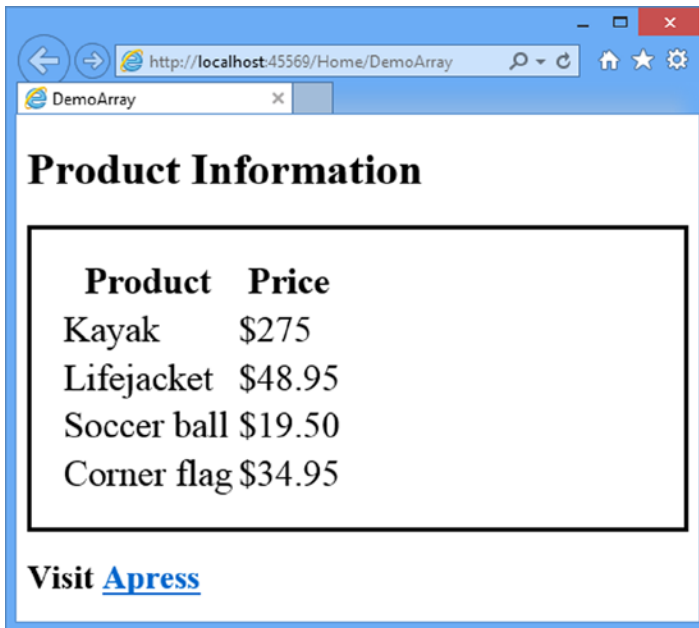 http://localhost:45569/Home/DemoArray
DemoArray
Product Information
Product Price
Kayak $275
Lifejacket $48.95
Soccer ball $19.50
Corner flag $34.95
Visit Apress